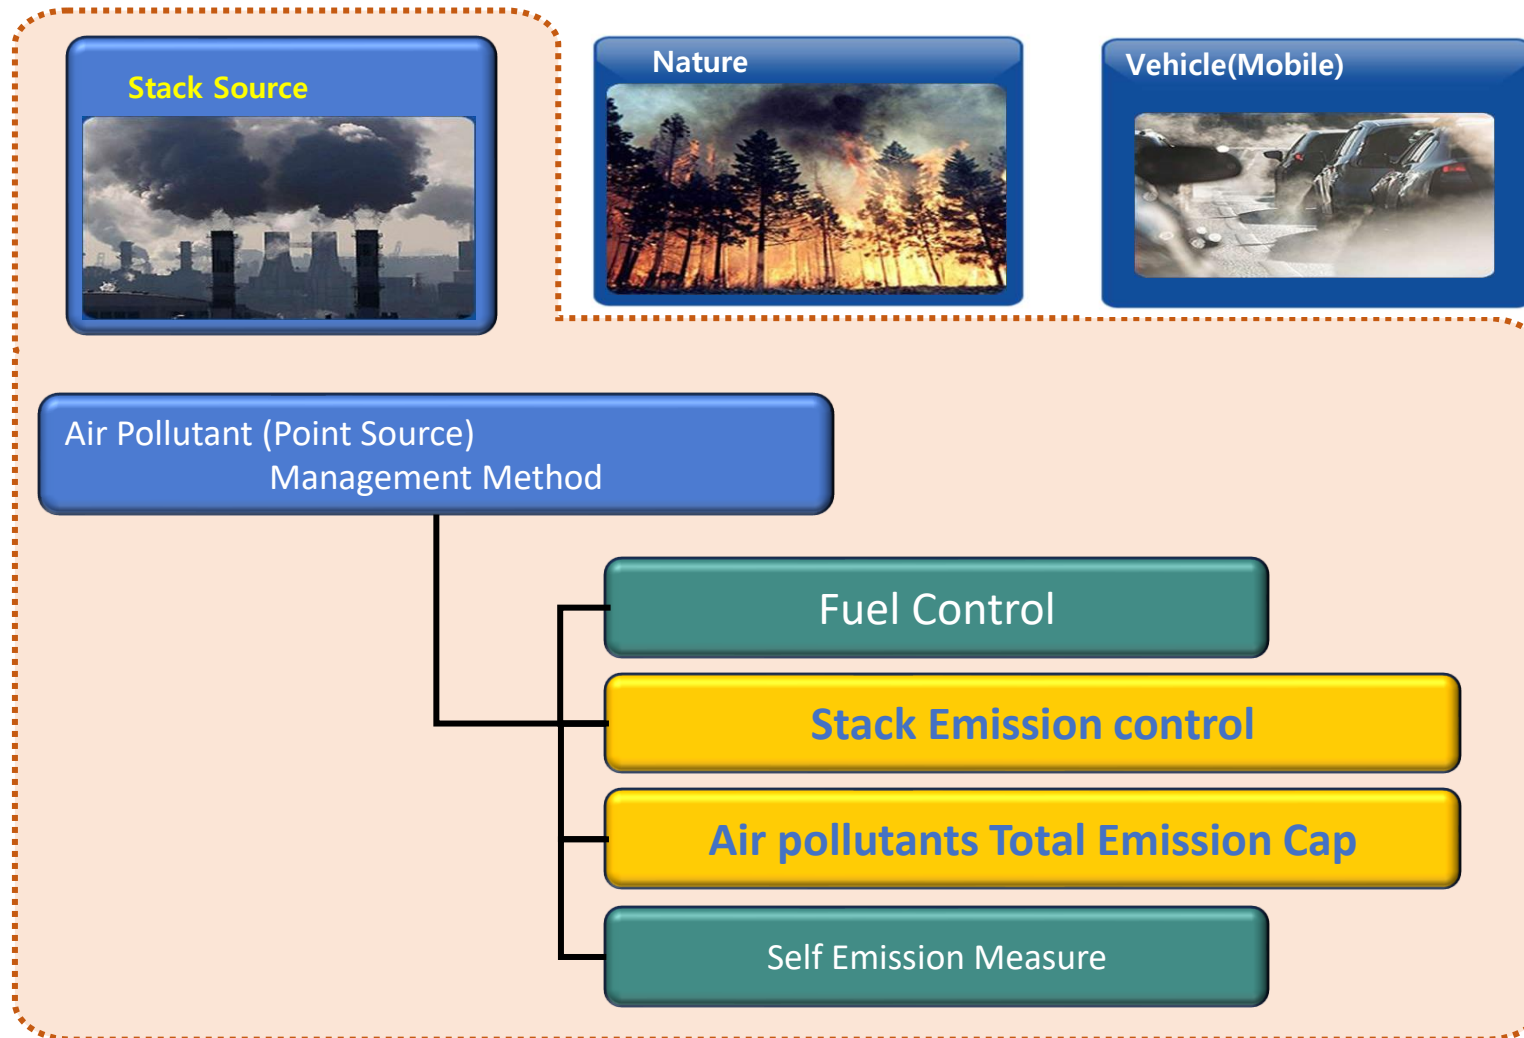 Stack Source
Nature
Vehicle(Mobile)
Air Pollutant (Point Source)
Management Method
Fuel Control
Stack Emission control
Air pollutants Total Emission Cap
Self Emission Measure